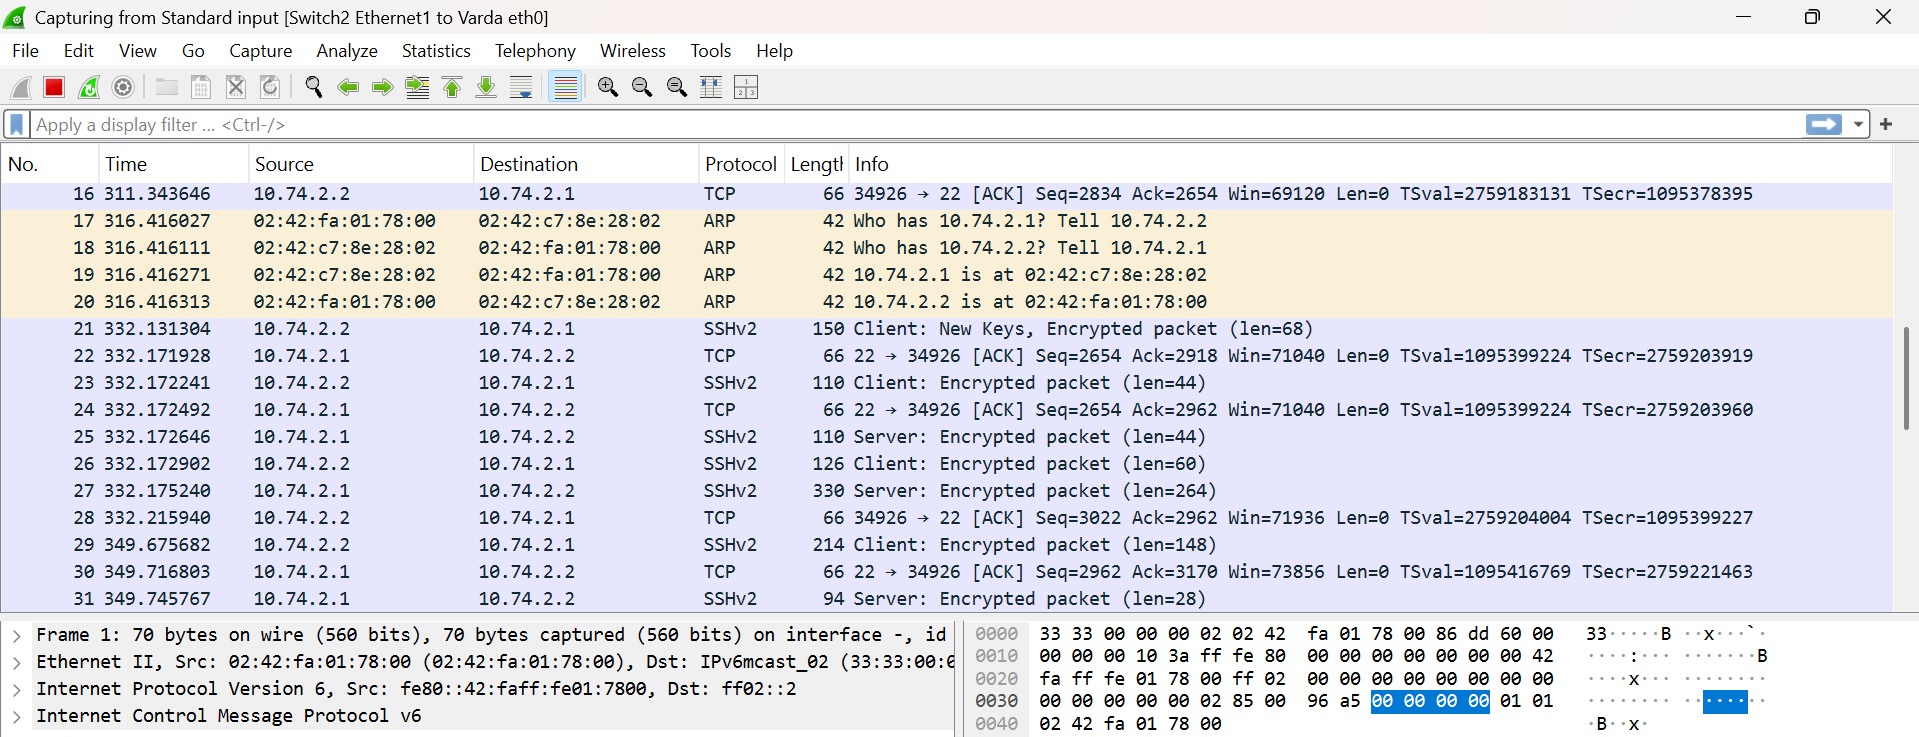 Capturing from Standard input [Switch2 Ethernet1 to Varda eth0]
File Edit View Go Capture Analyze Statistics Telephony Wireless Tools Help
Apply a display filter ... <Ctrl-/>
No. Time Source Destination Protocol Length Info
16 311.343646 10.74.2.2 10.74.2.1 TCP 66 34926 → 22 [ACK] Seq=2834 Ack=2654 Win=69120 Len=0 TSval=2759183131 TSecr=1095378395
17 316.416027 02:42:fa:01:78:00 02:42:c7:8e:28:02 ARP 42 Who has 10.74.2.1? Tell 10.74.2.2
18 316.416111 02:42:c7:8e:28:02 02:42:fa:01:78:00 ARP 42 Who has 10.74.2.2? Tell 10.74.2.1
19 316.416271 02:42:c7:8e:28:02 02:42:fa:01:78:00 ARP 42 10.74.2.1 is at 02:42:c7:8e:28:02
20 316.416313 02:42:fa:01:78:00 02:42:c7:8e:28:02 ARP 42 10.74.2.2 is at 02:42:fa:01:78:00
21 332.131304 10.74.2.2 10.74.2.1 SSHv2 150 Client: New Keys, Encrypted packet (len=68)
22 332.171928 10.74.2.1 10.74.2.2 TCP 66 22 → 34926 [ACK] Seq=2654 Ack=2918 Win=71040 Len=0 TSval=1095399224 TSecr=2759203919
23 332.172241 10.74.2.2 10.74.2.1 SSHv2 110 Client: Encrypted packet (len=44)
24 332.172492 10.74.2.1 10.74.2.2 TCP 66 22 → 34926 [ACK] Seq=2654 Ack=2962 Win=71040 Len=0 TSval=1095399224 TSecr=2759203960
25 332.172646 10.74.2.1 10.74.2.2 SSHv2 110 Server: Encrypted packet (len=44)
26 332.172902 10.74.2.2 10.74.2.1 SSHv2 126 Client: Encrypted packet (len=60)
27 332.175240 10.74.2.1 10.74.2.2 SSHv2 330 Server: Encrypted packet (len=264)
28 332.215940 10.74.2.2 10.74.2.1 TCP 66 34926 → 22 [ACK] Seq=3022 Ack=2962 Win=71936 Len=0 TSval=2759204004 TSecr=1095399227
29 349.675682 10.74.2.2 10.74.2.1 SSHv2 214 Client: Encrypted packet (len=148)
30 349.716803 10.74.2.1 10.74.2.2 TCP 66 22 → 34926 [ACK] Seq=2962 Ack=3170 Win=73856 Len=0 TSval=1095416769 TSecr=2759221463
31 349.745767 10.74.2.1 10.74.2.2 SSHv2 94 Server: Encrypted packet (len=28)
Frame 1: 70 bytes on wire (560 bits), 70 bytes captured (560 bits) on interface -, id
Ethernet II, Src: 02:42:fa:01:78:00 (02:42:fa:01:78:00), Dst: IPv6mcast_02 (33:33:00:0
Internet Protocol Version 6, Src: fe80::42:faff:fe01:7800, Dst: ff02::2
Internet Control Message Protocol v6
0000 33 33 00 00 00 02 02 42 fa 01 78 00 86 dd 60 00 33·····B ··x···`·
0010 00 00 00 10 3a ff fe 80 00 00 00 00 00 00 00 42 ····:··· ·······B
0020 fa ff fe 01 78 00 ff 02 00 00 00 00 00 00 00 00 ····x··· ········
0030 00 00 00 00 00 02 85 00 96 a5 00 00 00 00 01 01 ········ ········
0040 02 42 fa 01 78 00 ·B··x·